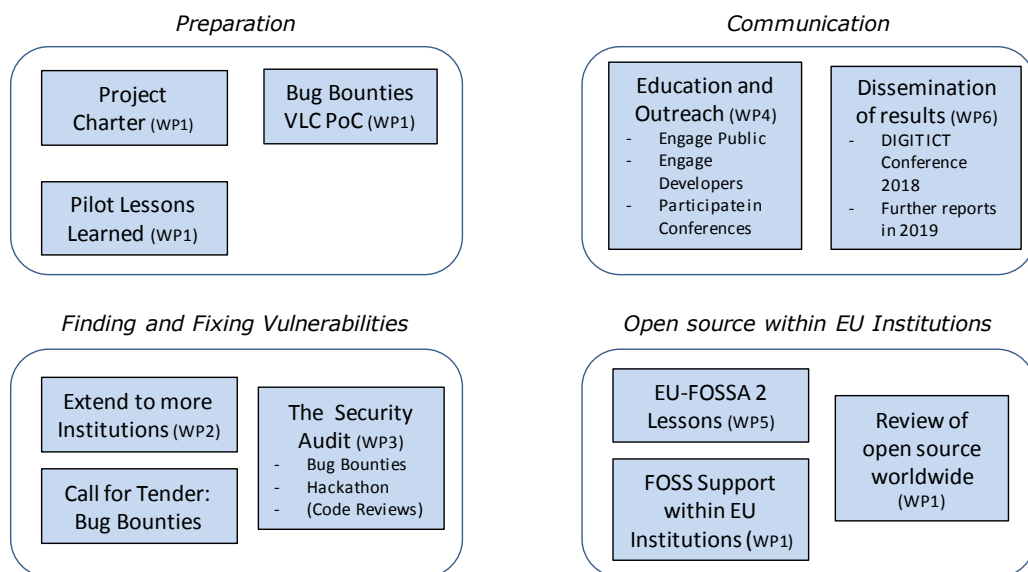 Preparation
Project
Charter (WP1)
Bug Bounties
VLC PoC (WP1)
Pilot Lessons
Learned (WP1)
Communication
Education and
Outreach (WP4)
- Engage Public
- Engage
Developers
- Participate in
Conferences
Dissemination
of results (WP6)
- DIGITICT
Conference
2018
- Further reports
in 2019
Finding and Fixing Vulnerabilities
Extend to more
Institutions (WP2)
Call for Tender:
Bug Bounties
The Security
Audit (WP3)
- Bug Bounties
- Hackathon
- (Code Reviews)
Open source within EU Institutions
EU-FOSSA 2
Lessons (WP5)
FOSS Support
within EU
Institutions (WP1)
Review of
open source
worldwide
(WP1)